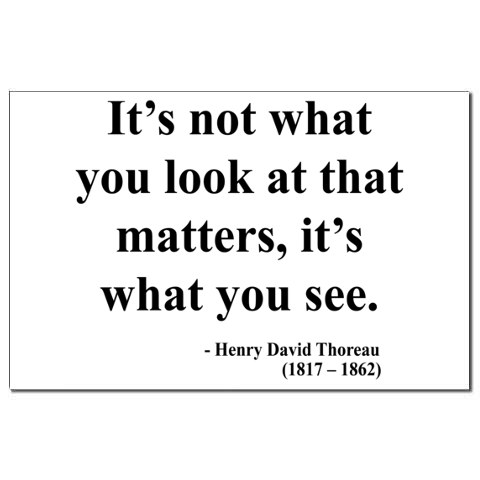 It’s not what
you look at that
matters, it’s
what you see.
- Henry David Thoreau
(1817 – 1862)